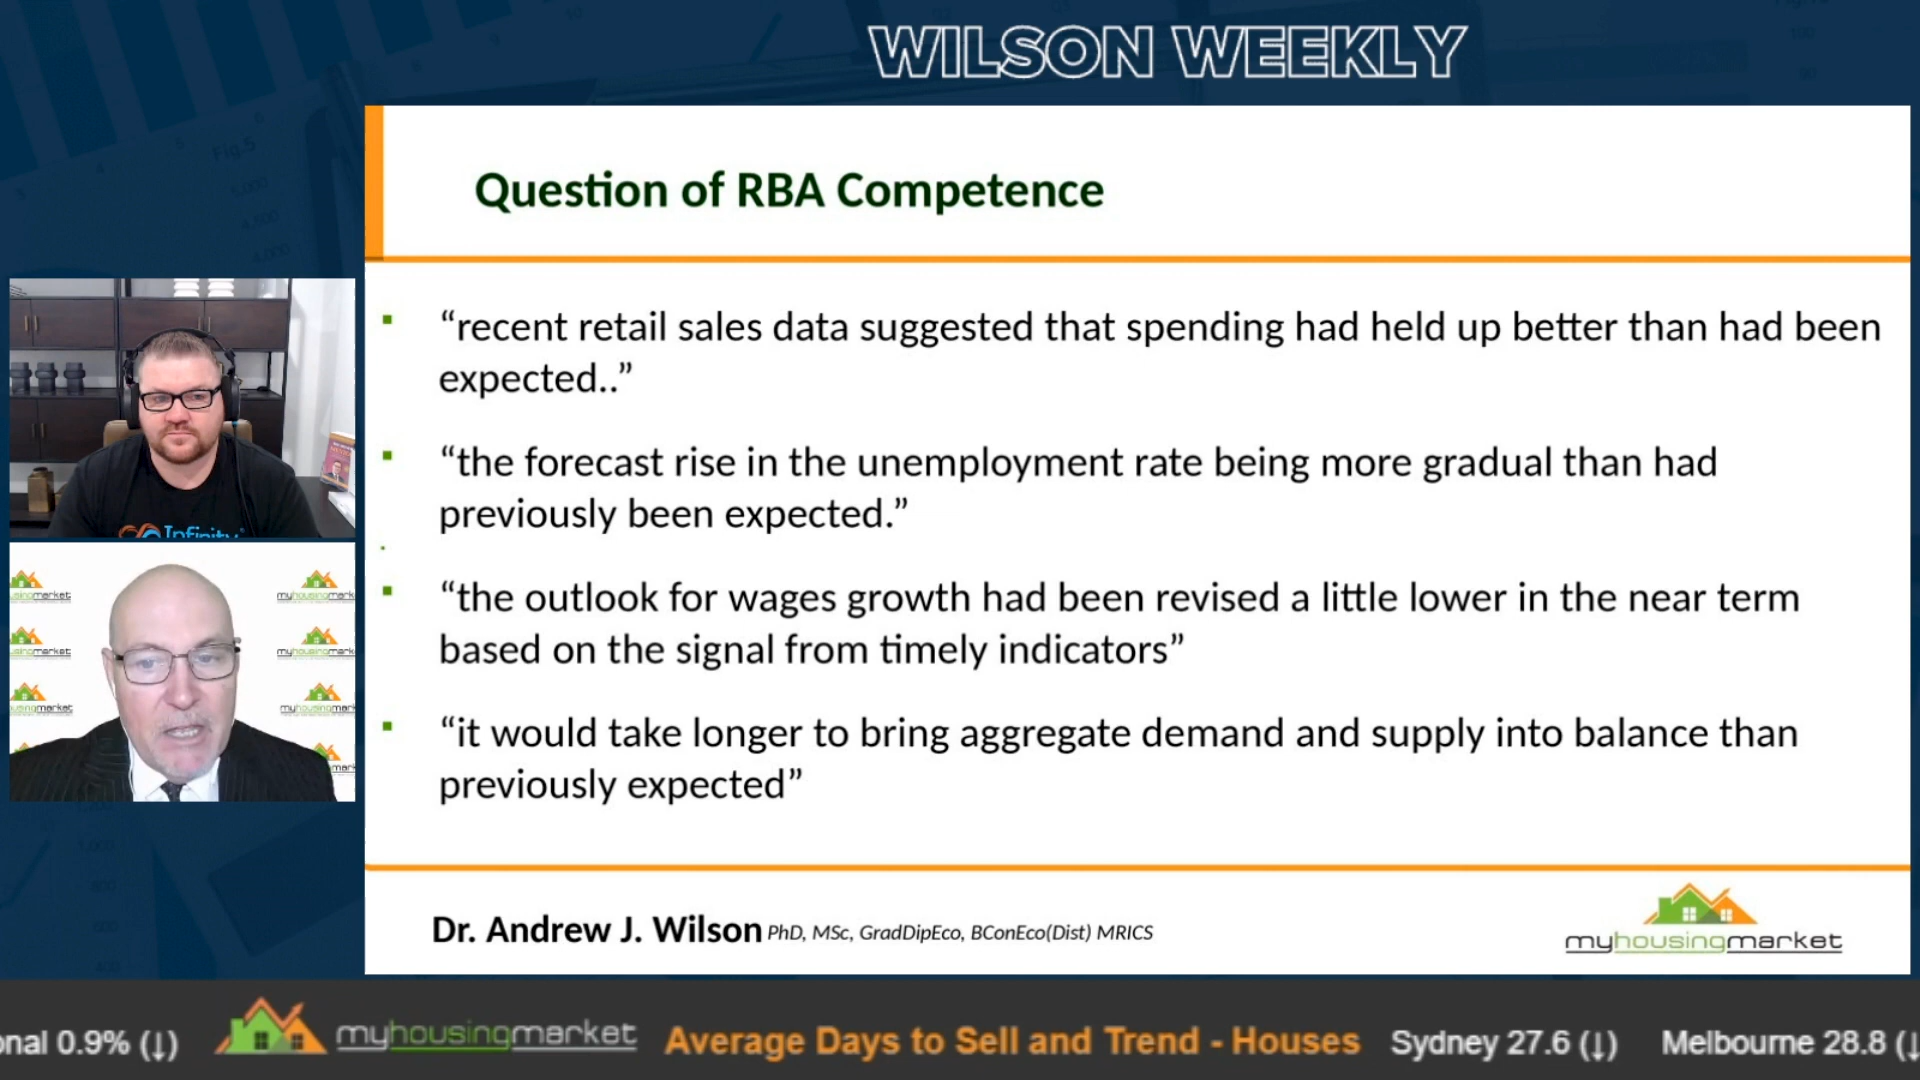 WILSON WEEKLY
Question of RBA Competence
“recent retail sales data suggested that spending had held up better than had been
expected..”
“the forecast rise in the unemployment rate being more gradual than had
previously been expected.”
“the outlook for wages growth had been revised a little lower in the near term
based on the signal from timely indicators”
“it would take longer to bring aggregate demand and supply into balance than
previously expected”
Dr. Andrew J. Wilson PhD, MSc, GradDipEco, BConEco(Dist) MRICS
myhousingmarket
Infinity
Fig.5
onal 0.9% (↓) myhousingmarket Average Days to Sell and Trend - Houses Sydney 27.6 (↓) Melbourne 28.8 (↓